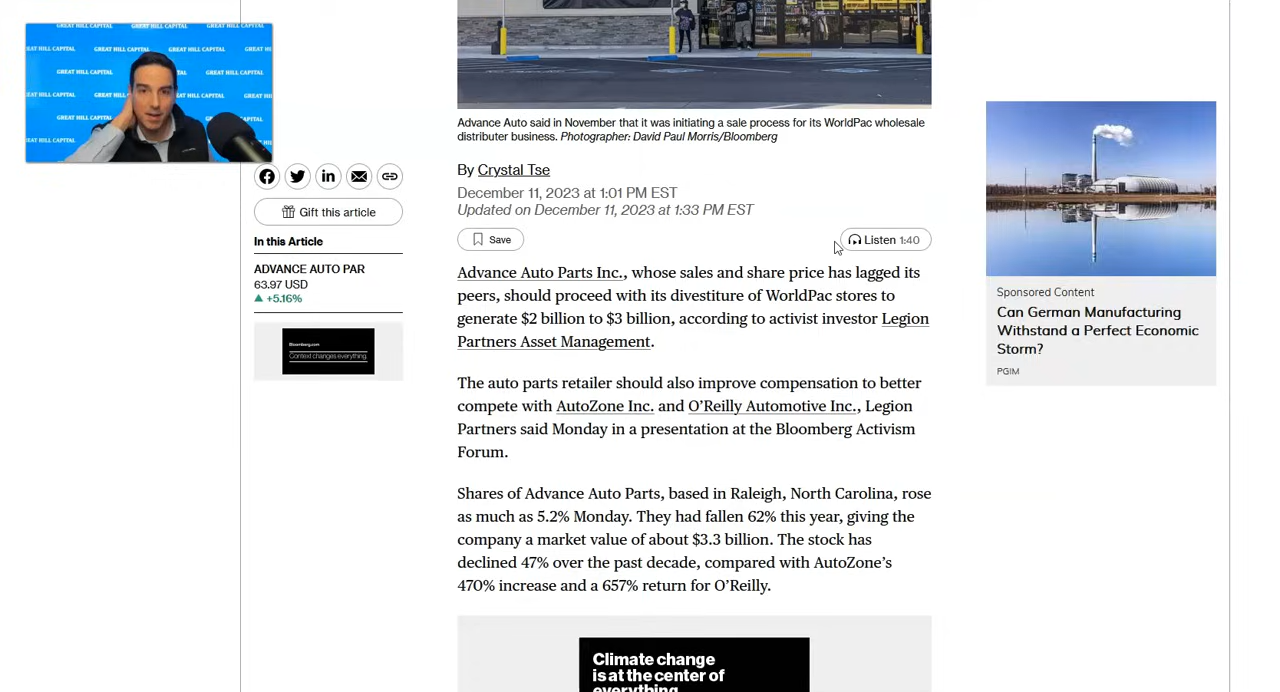 GREAT HILL CAPITAL
GREAT HILL CAPITAL
GREAT HILL CAPITAL
GREAT HILL CAPITAL
GREAT HILL CAPITAL
Advance Auto said in November that it was initiating a sale process for its WorldPac wholesale
distributer business. Photographer: David Paul Morris/Bloomberg
By Crystal Tse
December 11, 2023 at 1:01 PM EST
Updated on December 11, 2023 at 1:33 PM EST
Save
Listen 1:40
Gift this article
In this Article
ADVANCE AUTO PAR
63.97 USD
+5.16%
Bloomberg.com
Context changes everything.
Advance Auto Parts Inc., whose sales and share price has lagged its
peers, should proceed with its divestiture of WorldPac stores to
generate $2 billion to $3 billion, according to activist investor Legion
Partners Asset Management.
The auto parts retailer should also improve compensation to better
compete with AutoZone Inc. and O’Reilly Automotive Inc., Legion
Partners said Monday in a presentation at the Bloomberg Activism
Forum.
Shares of Advance Auto Parts, based in Raleigh, North Carolina, rose
as much as 5.2% Monday. They had fallen 62% this year, giving the
company a market value of about $3.3 billion. The stock has
declined 47% over the past decade, compared with AutoZone’s
470% increase and a 657% return for O’Reilly.
Climate change
is at the center of
everything
Sponsored Content
Can German Manufacturing
Withstand a Perfect Economic
Storm?
PGIM